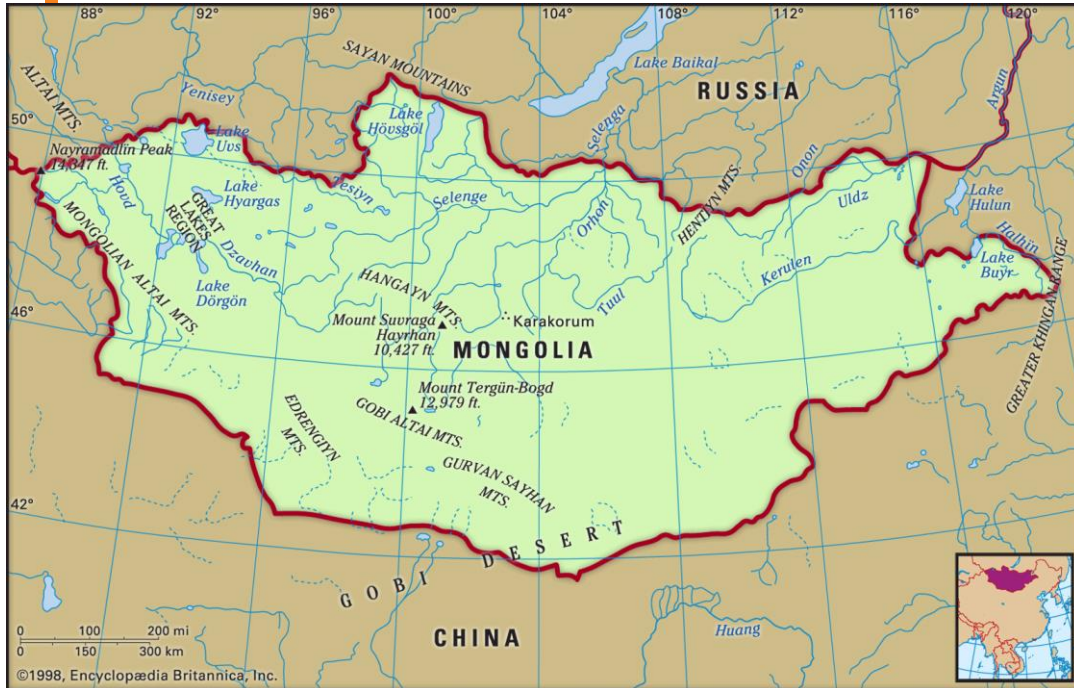 88°
92°
96°
100°
104°
108°
112°
116°
120°
SAYAN MOUNTAINS
Lake Baikal
RUSSIA
ALTAI MTS.
Yenisey
Argun
50°
Lake
Hövsgöl
Selenga
Nayramadlïn Peak
14,347 ft.
Lake
Uvs
Onon
Hovd
Lake
Hyargas
Tesiyn
Selenge
HENTIYN MTS.
Uldz
Lake
Hulun
GREAT
LAKES
REGION
Orhon
Halhïn
MONGOLIAN ALTAI MTS.
Dzavhan
Kerulen
Lake
Buyr
Lake
Dörgön
HANGAYN MTS.
Tuul
46°
Mount Suvraga
Hayrhan
10,427 ft.
Karakorum
MONGOLIA
GREATER KHINGAN RANGE
Mount Tergün-Bogd
12,979 ft.
EDRENGIYN
MTS.
GOBI ALTAI MTS.
GURVAN SAYHAN
MTS.
42°
GOBI DESERT
0 100 200 mi
0 150 300 km
CHINA
Huang
©1998, Encyclopædia Britannica, Inc.